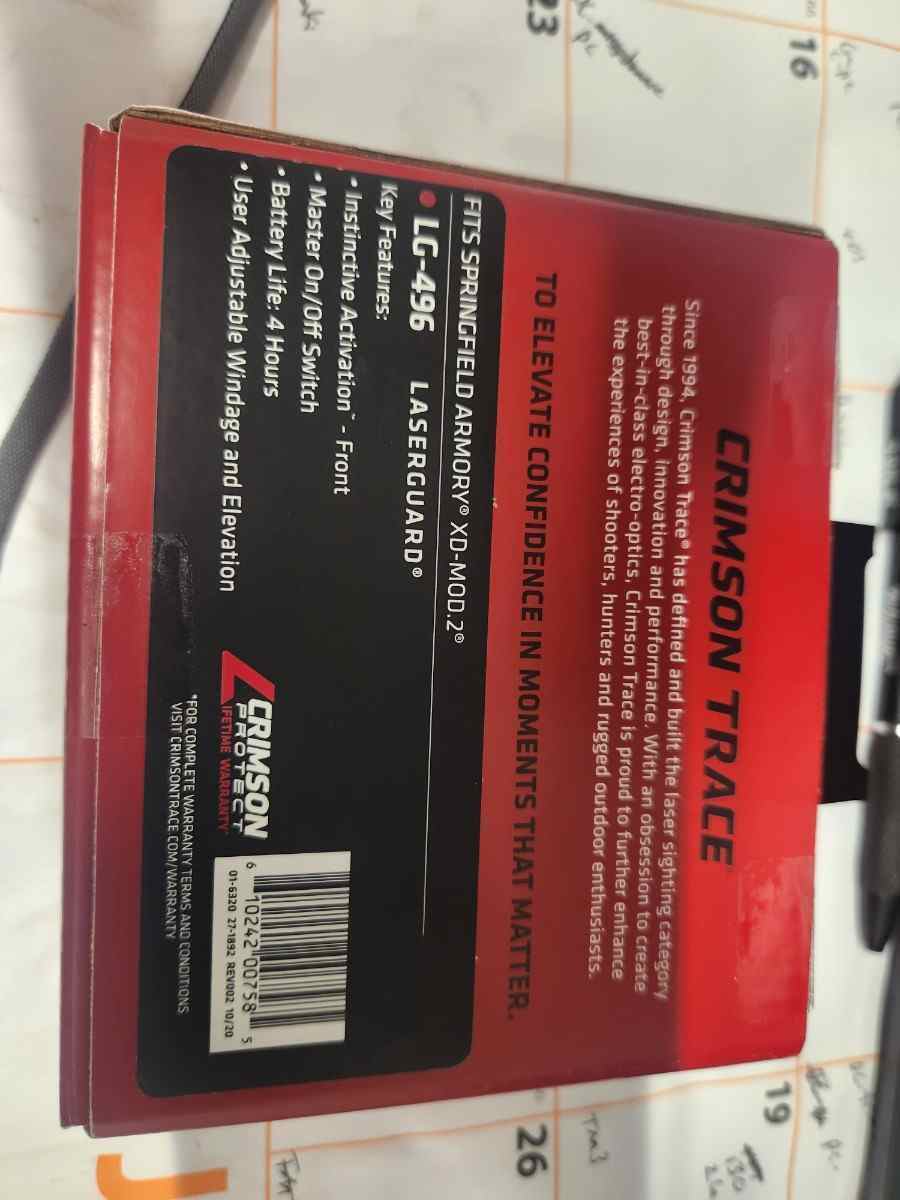 CRIMSON TRACE
Since 1994, Crimson Trace® has defined and built the laser sighting category
through design, innovation and performance. With an obsession to create
best-in-class electro-optics, Crimson Trace is proud to further enhance
the experiences of shooters, hunters and rugged outdoor enthusiasts.
TO ELEVATE CONFIDENCE IN MOMENTS THAT MATTER.
FITS SPRINGFIELD ARMORY® XD-MOD.2®
• LG-496 LASERGUARD®
Key Features:
• Instinctive Activation™ - Front
• Master On/Off Switch
• Battery Life: 4 Hours
• User Adjustable Windage and Elevation
CRIMSON
PROTECT
LIFETIME WARRANTY*
*FOR COMPLETE WARRANTY TERMS AND CONDITIONS
VISIT CRIMSONTRACE.COM/WARRANTY
6 10242 00758 5
01-6320 27-1892 REV002 10/20
23
16
26
19
J